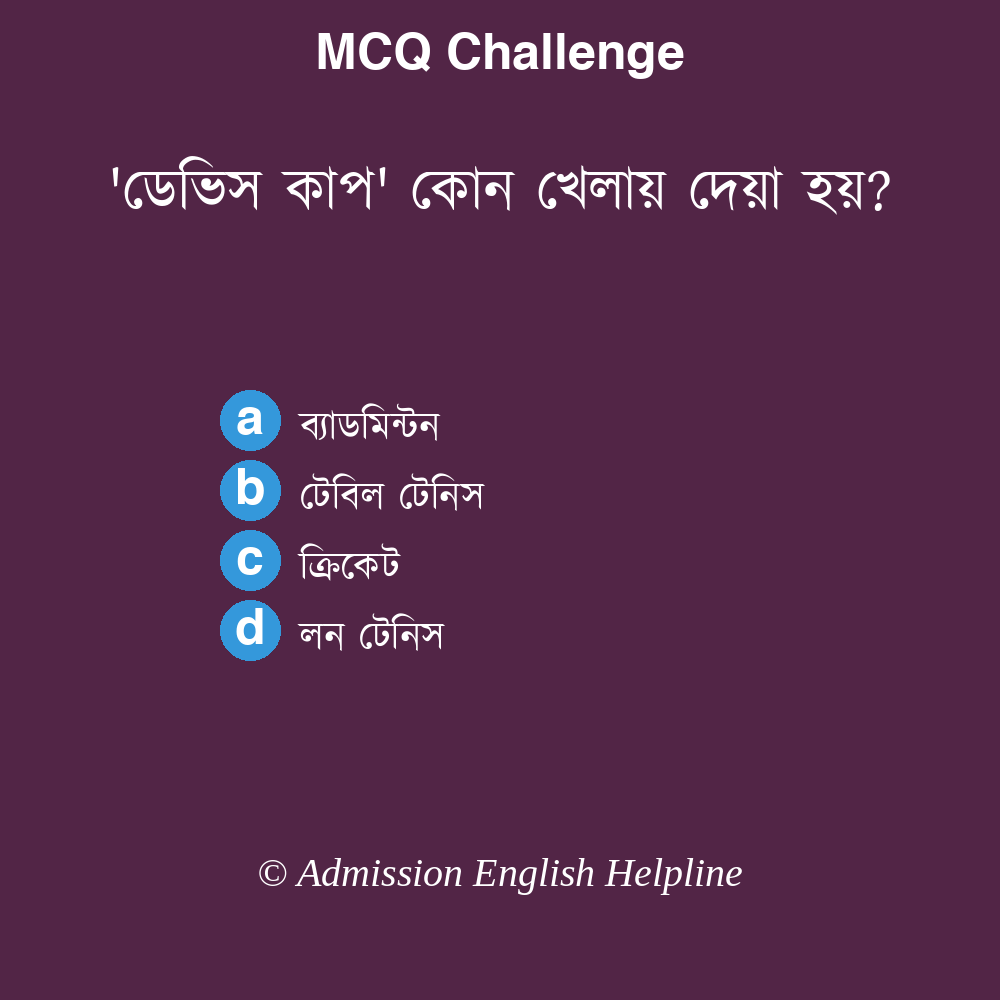 MCQ Challenge
'ডেভিস কাপ' কোন খেলায় দেয়া হয়?
a ব্যাডমিন্টন
b টেবিল টেনিস
c ক্রিকেট
d লন টেনিস
© Admission English Helpline